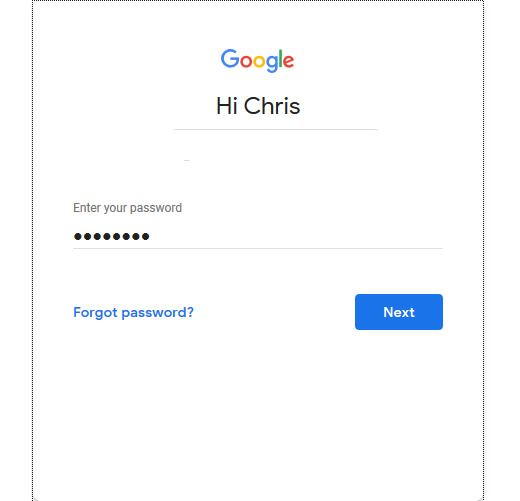 Google
Hi Chris
Enter your password
••••••••
Forgot password?
Next